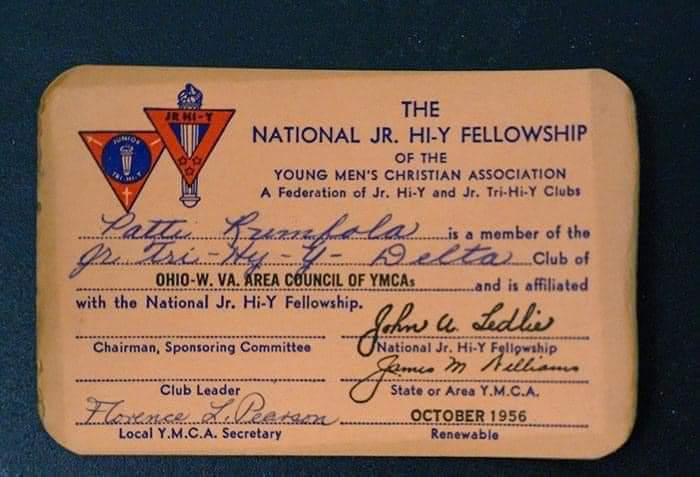 JR HI-Y
JUNIOR
TRI-HI-Y
THE
NATIONAL JR. HI-Y FELLOWSHIP
OF THE
YOUNG MEN'S CHRISTIAN ASSOCIATION
A Federation of Jr. Hi-Y and Jr. Tri-Hi-Y Clubs
Patti Rumfola is a member of the
Jr. Tri-Hy-Y- Delta Club of
OHIO-W. VA. AREA COUNCIL OF YMCAs and is affiliated
with the National Jr. Hi-Y Fellowship.
John A. Ledlie
Chairman, Sponsoring Committee National Jr. Hi-Y Fellowship
James M Williams
Club Leader State or Area Y.M.C.A.
Florence L. Pearson OCTOBER 1956
Local Y.M.C.A. Secretary Renewable